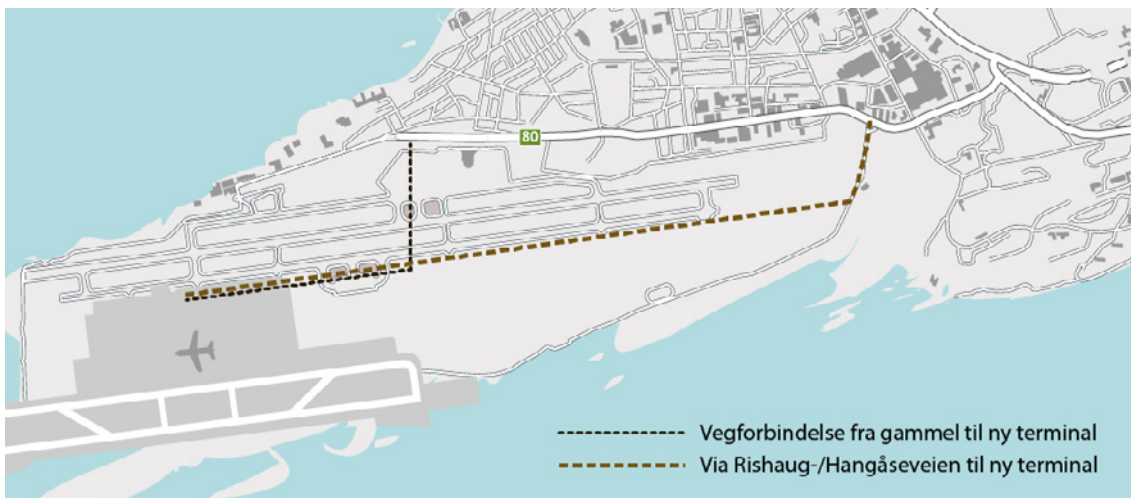 80
Vegforbindelse fra gammel til ny terminal
Via Rishaug-/Hangåseveien til ny terminal